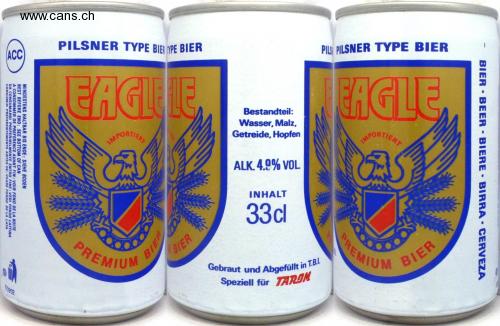 www.cans.ch
PILSNER TYPE BIER
ACC
EAGLE
IMPORTIERT
PREMIUM BIER
Bestandteil:
Wasser, Malz,
Getreide, Hopfen
ALK. 4.9% VOL.
INHALT
33cl
Gebraut und Abgefüllt in T.B.I.
Speziell für TAROM
PILSNER TYPE BIER
EAGLE
IMPORTIERT
PREMIUM BIER
BIER · BEER · BIERE · BIRRA · CERVEZA